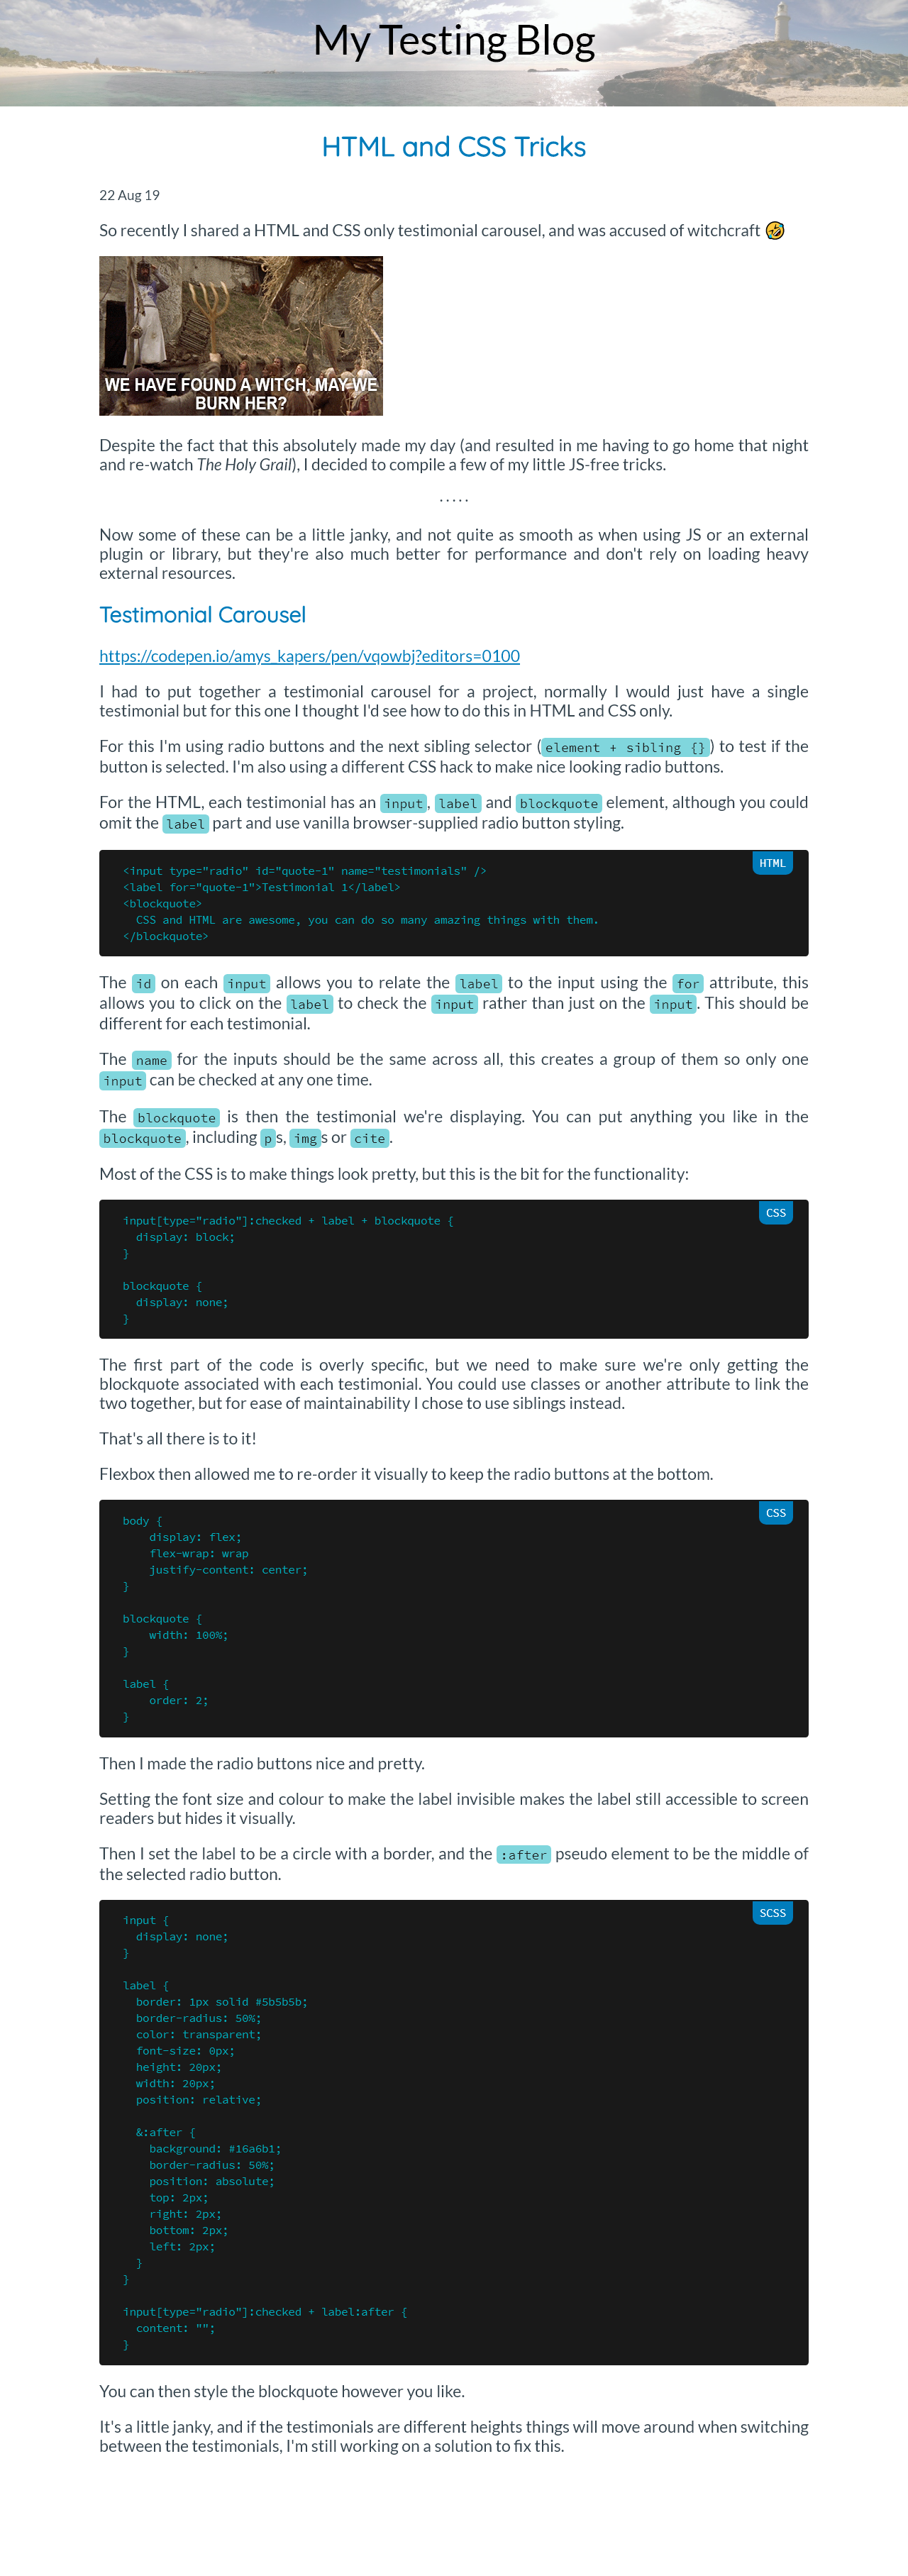 My Testing Blog
HTML and CSS Tricks
22 Aug 19
So recently I shared a HTML and CSS only testimonial carousel, and was accused of witchcraft 🤣
WE HAVE FOUND A WITCH, MAY WE
BURN HER?
Despite the fact that this absolutely made my day (and resulted in me having to go home that night
and re-watch The Holy Grail), I decided to compile a few of my little JS-free tricks.
.....
Now some of these can be a little janky, and not quite as smooth as when using JS or an external
plugin or library, but they're also much better for performance and don't rely on loading heavy
external resources.
Testimonial Carousel
https://codepen.io/amys_kapers/pen/vqowbj?editors=0100
I had to put together a testimonial carousel for a project, normally I would just have a single
testimonial but for this one I thought I'd see how to do this in HTML and CSS only.
For this I'm using radio buttons and the next sibling selector (element + sibling {}) to test if the
button is selected. I'm also using a different CSS hack to make nice looking radio buttons.
For the HTML, each testimonial has an input, label and blockquote element, although you could
omit the label part and use vanilla browser-supplied radio button styling.
HTML
<input type="radio" id="quote-1" name="testimonials" />
<label for="quote-1">Testimonial 1</label>
<blockquote>
  CSS and HTML are awesome, you can do so many amazing things with them.
</blockquote>
The id on each input allows you to relate the label to the input using the for attribute, this
allows you to click on the label to check the input rather than just on the input. This should be
different for each testimonial.
The name for the inputs should be the same across all, this creates a group of them so only one
input can be checked at any one time.
The blockquote is then the testimonial we're displaying. You can put anything you like in the
blockquote, including ps, imgs or cite.
Most of the CSS is to make things look pretty, but this is the bit for the functionality:
CSS
input[type="radio"]:checked + label + blockquote {
  display: block;
}
blockquote {
  display: none;
}
The first part of the code is overly specific, but we need to make sure we're only getting the
blockquote associated with each testimonial. You could use classes or another attribute to link the
two together, but for ease of maintainability I chose to use siblings instead.
That's all there is to it!
Flexbox then allowed me to re-order it visually to keep the radio buttons at the bottom.
CSS
body {
    display: flex;
    flex-wrap: wrap
    justify-content: center;
}
blockquote {
    width: 100%;
}
label {
    order: 2;
}
Then I made the radio buttons nice and pretty.
Setting the font size and colour to make the label invisible makes the label still accessible to screen
readers but hides it visually.
Then I set the label to be a circle with a border, and the :after pseudo element to be the middle of
the selected radio button.
SCSS
input {
  display: none;
}
label {
  border: 1px solid #5b5b5b;
  border-radius: 50%;
  color: transparent;
  font-size: 0px;
  height: 20px;
  width: 20px;
  position: relative;
  &:after {
    background: #16a6b1;
    border-radius: 50%;
    position: absolute;
    top: 2px;
    right: 2px;
    bottom: 2px;
    left: 2px;
  }
}
input[type="radio"]:checked + label:after {
  content: "";
}
You can then style the blockquote however you like.
It's a little janky, and if the testimonials are different heights things will move around when switching
between the testimonials, I'm still working on a solution to fix this.